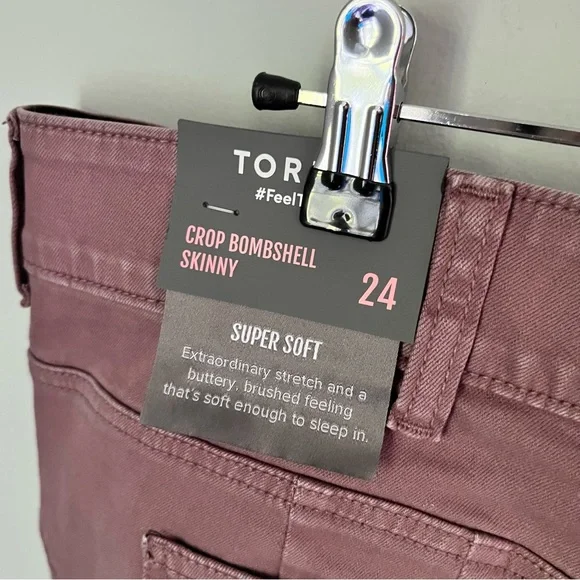 TOR
#FeelT
CROP BOMBSHELL
SKINNY
24
SUPER SOFT
Extraordinary stretch and a
buttery, brushed feeling
that's soft enough to sleep in.